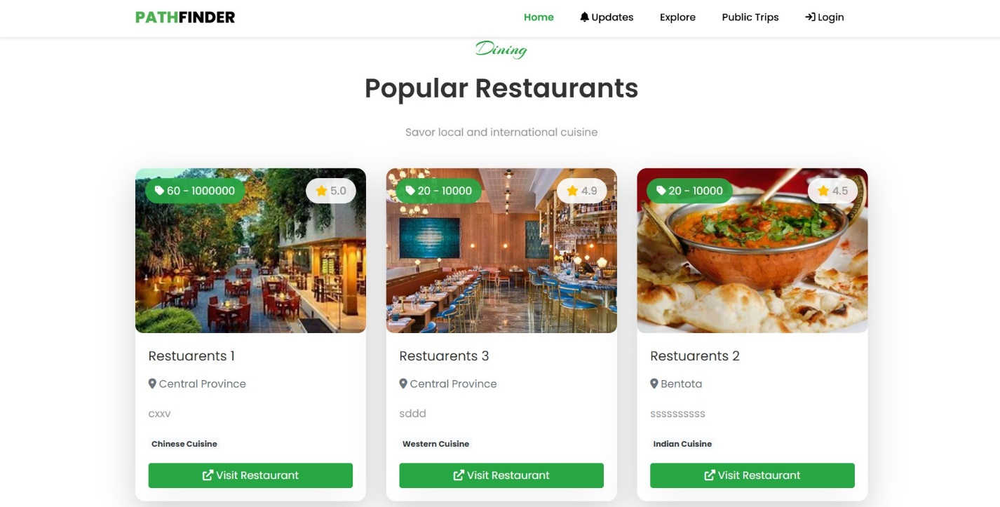 PATHFINDER
Home Updates Explore Public Trips Login
Dining
Popular Restaurants
Savor local and international cuisine
60 - 1000000 5.0
20 - 10000 4.9
20 - 10000 4.5
Restuarents 1
Central Province
cxxv
Chinese Cuisine
Visit Restaurant
Restuarents 3
Central Province
sddd
Western Cuisine
Visit Restaurant
Restuarents 2
Bentota
ssssssssss
Indian Cuisine
Visit Restaurant